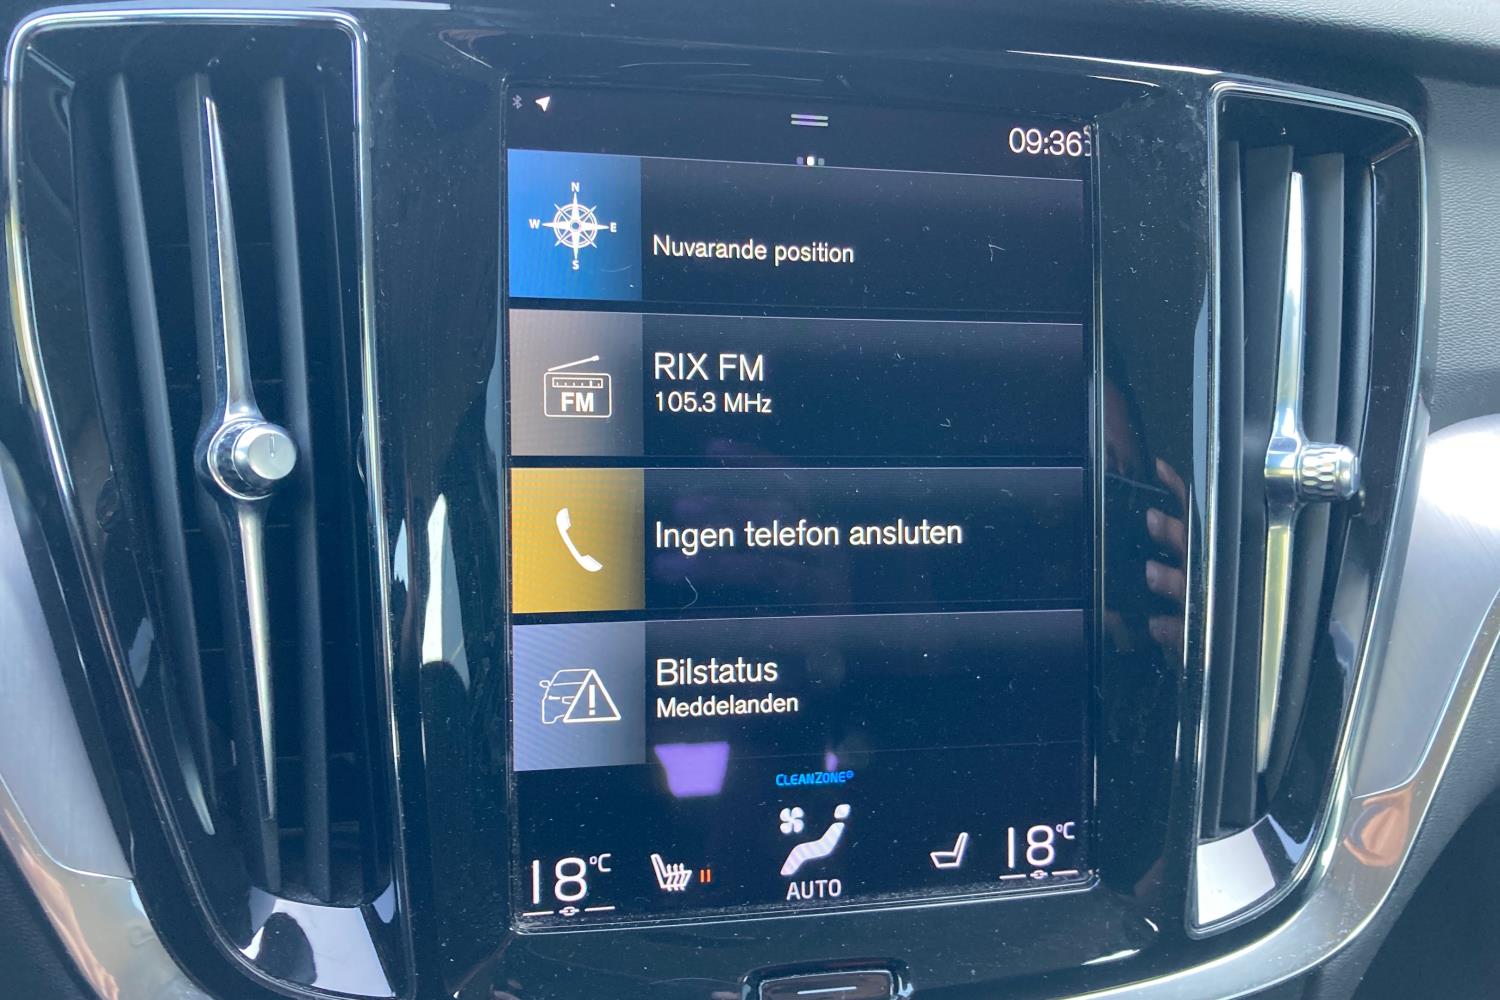 09:36
N
W E
S
Nuvarande position
RIX FM
105.3 MHz
FM
Ingen telefon ansluten
Bilstatus
Meddelanden
CLEANZONE
18°C
II
AUTO
18°C